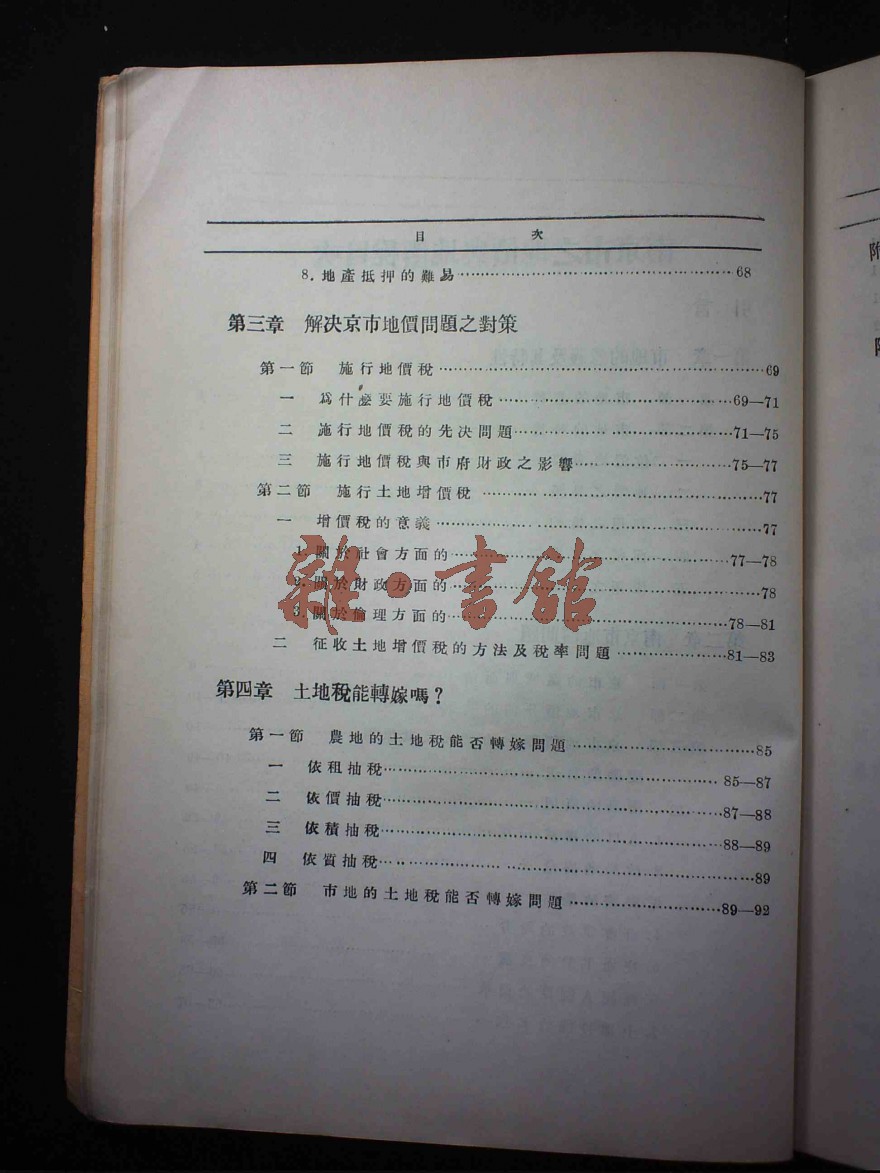 目 次
8. 地產抵押的難易……68
第三章 解决京市地價問題之對策
第一節 施行地價稅……69
一 爲什麼要施行地價稅……69—71
二 施行地價稅的先决問題……71—75
三 施行地價稅與市府財政之影響……75—77
第二節 施行土地增價稅……77
一 增價稅的意義……77
1. 關於社會方面的……77—78
2. 關於財政方面的……78
3. 關於倫理方面的……78—81
二 征收土地增價稅的方法及稅率問題……81—83
第四章 土地稅能轉嫁嗎？
第一節 農地的土地稅能否轉嫁問題……85
一 依租抽稅……85—87
二 依價抽稅……87—88
三 依積抽稅……88—89
四 依質抽稅……89
第二節 市地的土地稅能否轉嫁問題……89—92
雜·書館
附